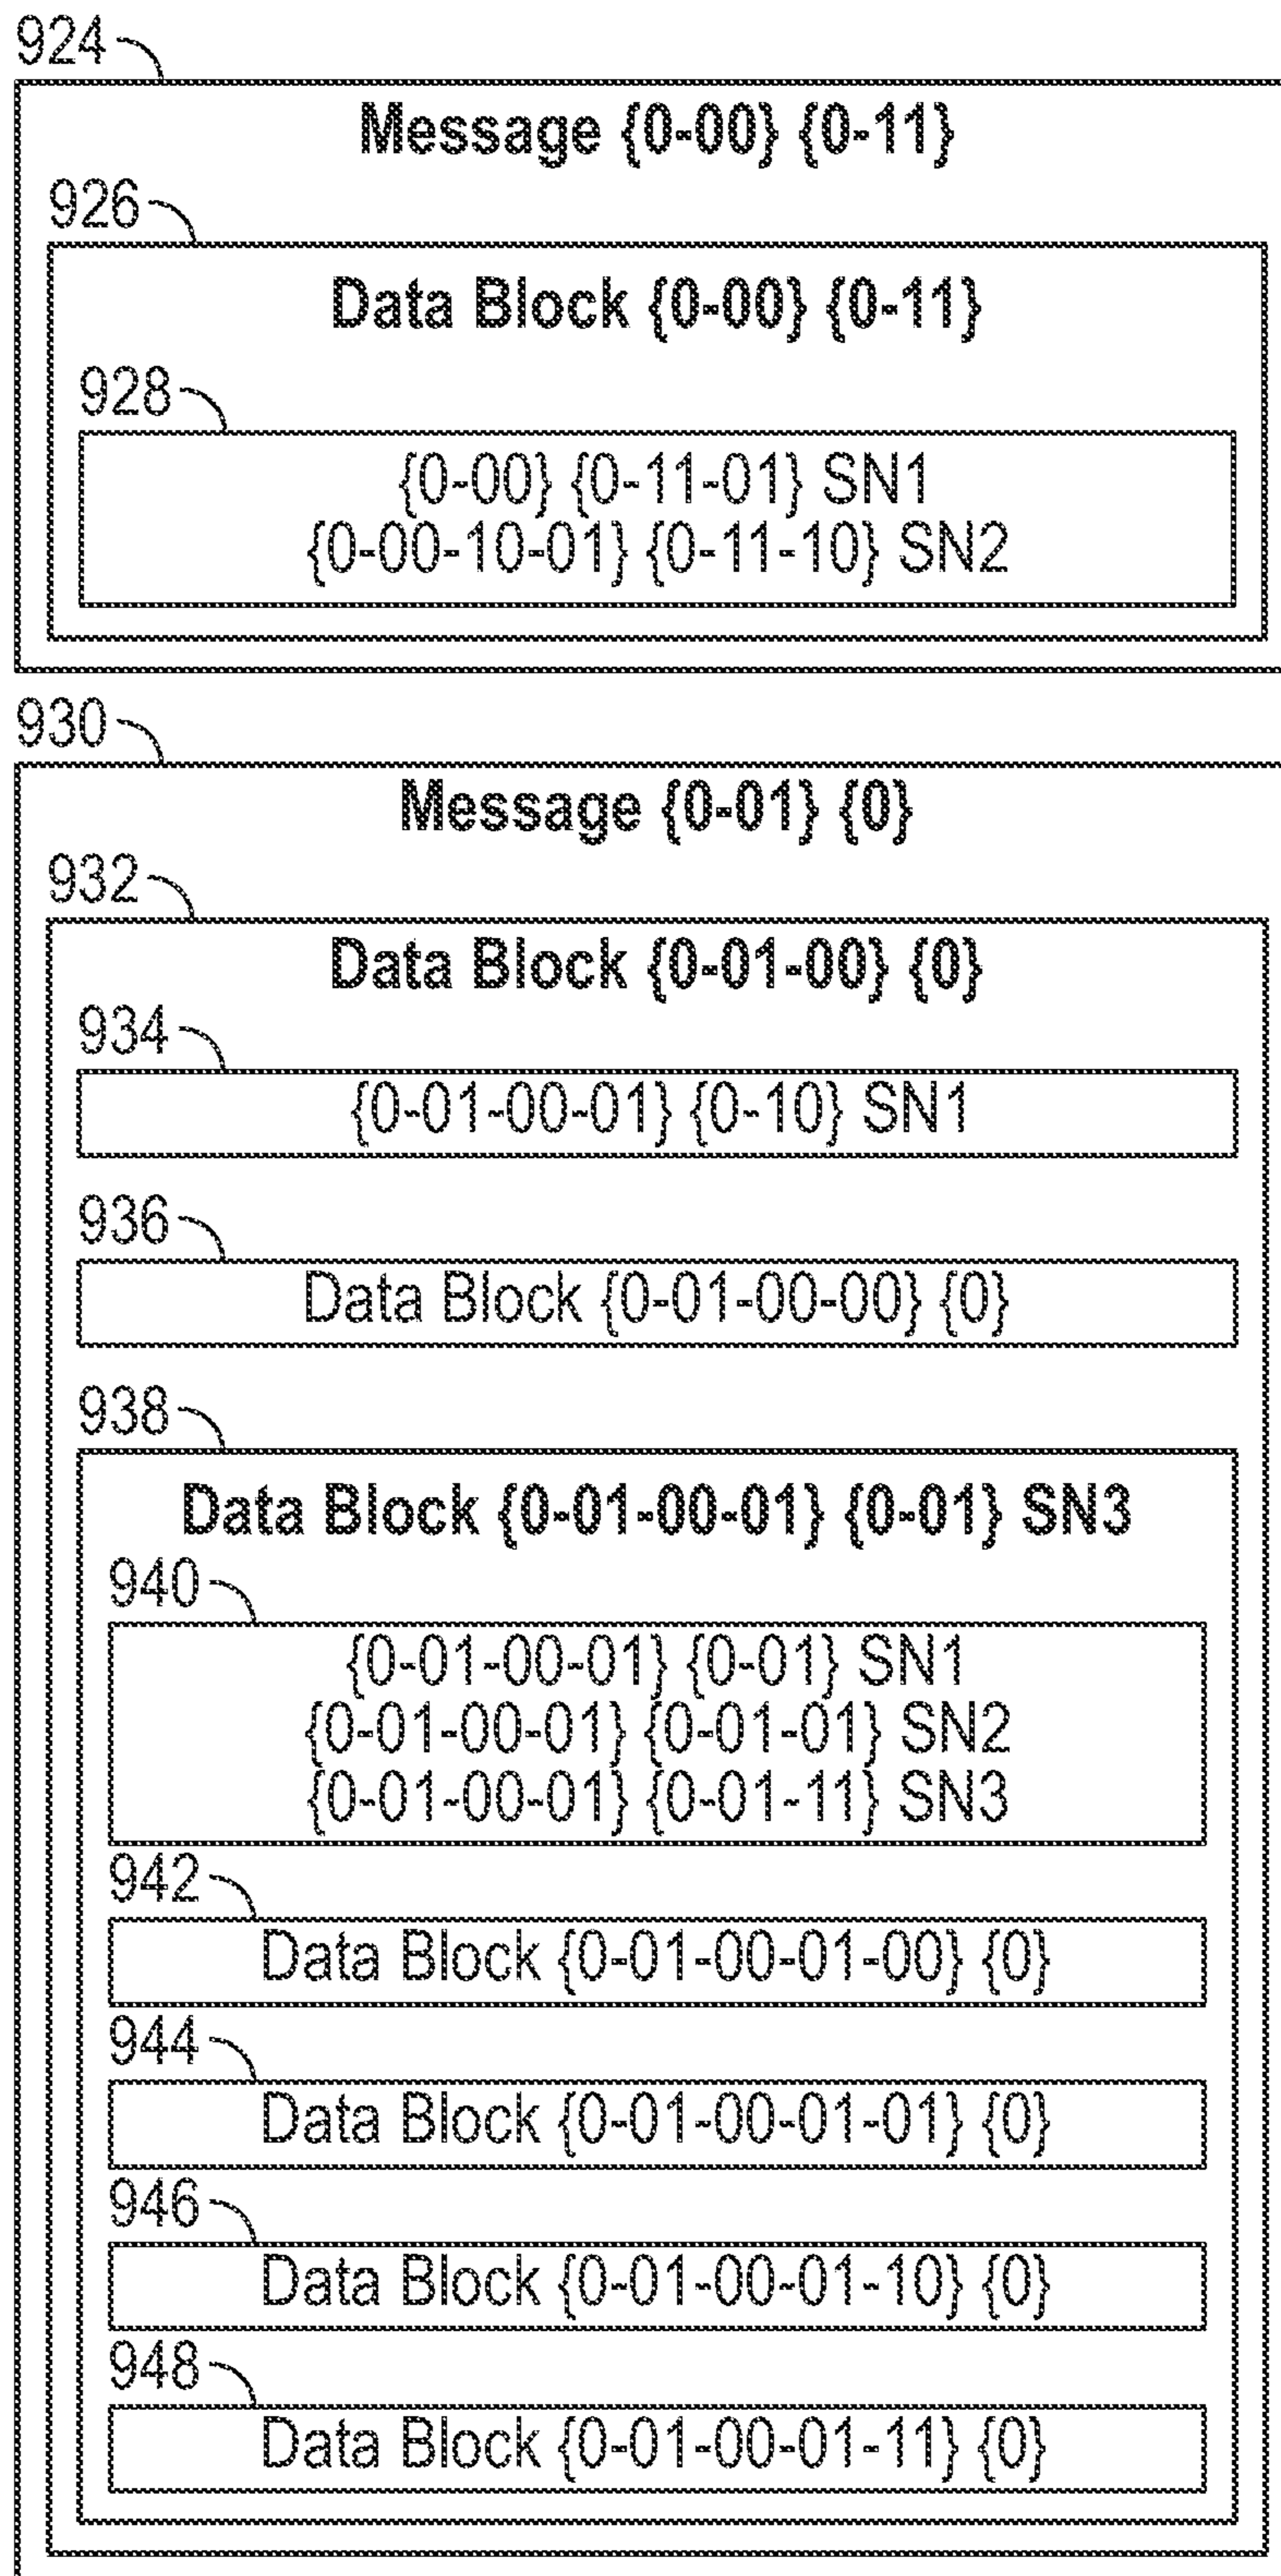 924
Message {0-00} {0-11}
926
Data Block {0-00} {0-11}
928
{0-00} {0-11-01} SN1
{0-00-10-01} {0-11-10} SN2
930
Message {0-01} {0}
932
Data Block {0-01-00} {0}
934
{0-01-00-01} {0-10} SN1
936
Data Block {0-01-00-00} {0}
938
Data Block {0-01-00-01} {0-01} SN3
940
{0-01-00-01} {0-01} SN1
{0-01-00-01} {0-01-01} SN2
{0-01-00-01} {0-01-11} SN3
942
Data Block {0-01-00-01-00} {0}
944
Data Block {0-01-00-01-01} {0}
946
Data Block {0-01-00-01-10} {0}
948
Data Block {0-01-00-01-11} {0}